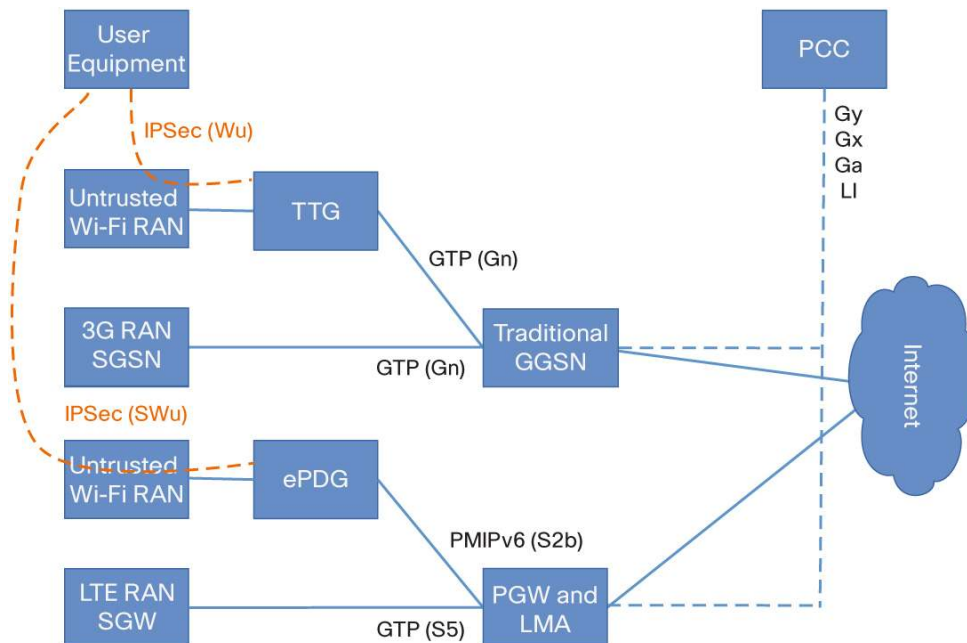 User
Equipment
PCC
Gy
Gx
Ga
LI
IPSec (Wu)
Untrusted
Wi-Fi RAN
TTG
GTP (Gn)
3G RAN
SGSN
GTP (Gn)
Traditional
GGSN
Internet
IPSec (SWu)
Untrusted
Wi-Fi RAN
ePDG
PMIPv6 (S2b)
LTE RAN
SGW
GTP (S5)
PGW and
LMA